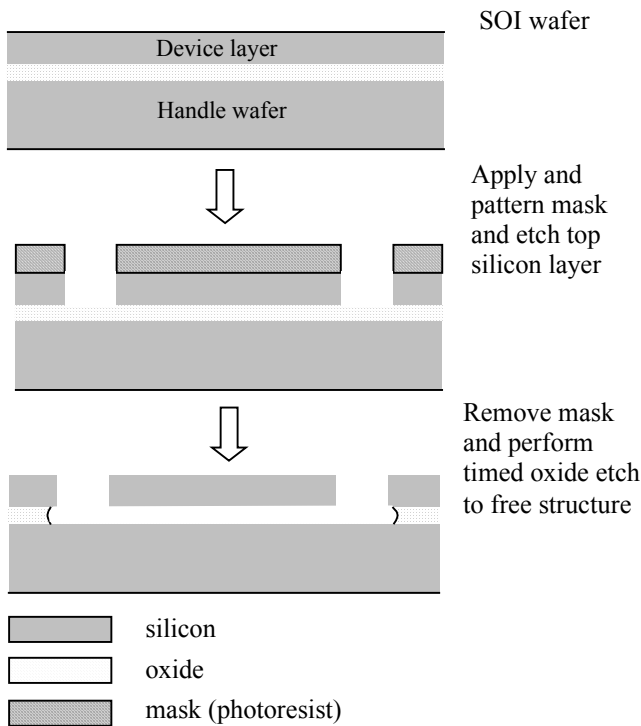 SOI wafer
Device layer
Handle wafer
Apply and
pattern mask
and etch top
silicon layer
Remove mask
and perform
timed oxide etch
to free structure
silicon
oxide
mask (photoresist)